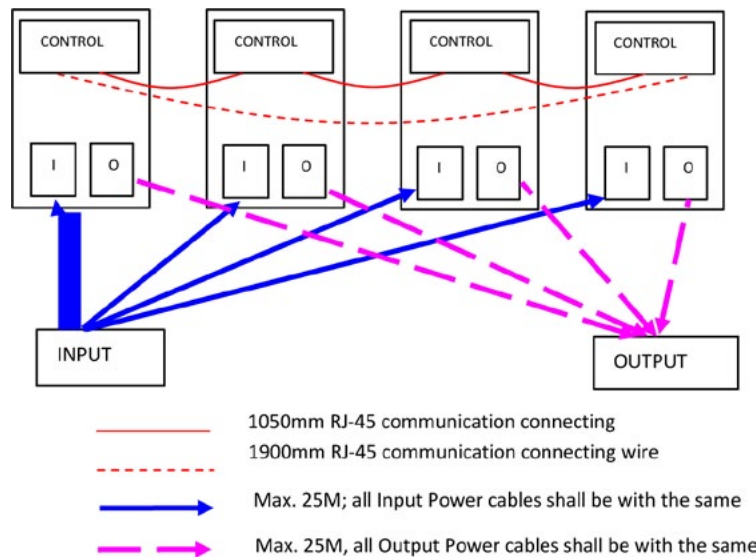 CONTROL CONTROL CONTROL CONTROL
I O I O I O I O
INPUT OUTPUT
1050mm RJ-45 communication connecting
1900mm RJ-45 communication connecting wire
Max. 25M; all Input Power cables shall be with the same
Max. 25M, all Output Power cables shall be with the same